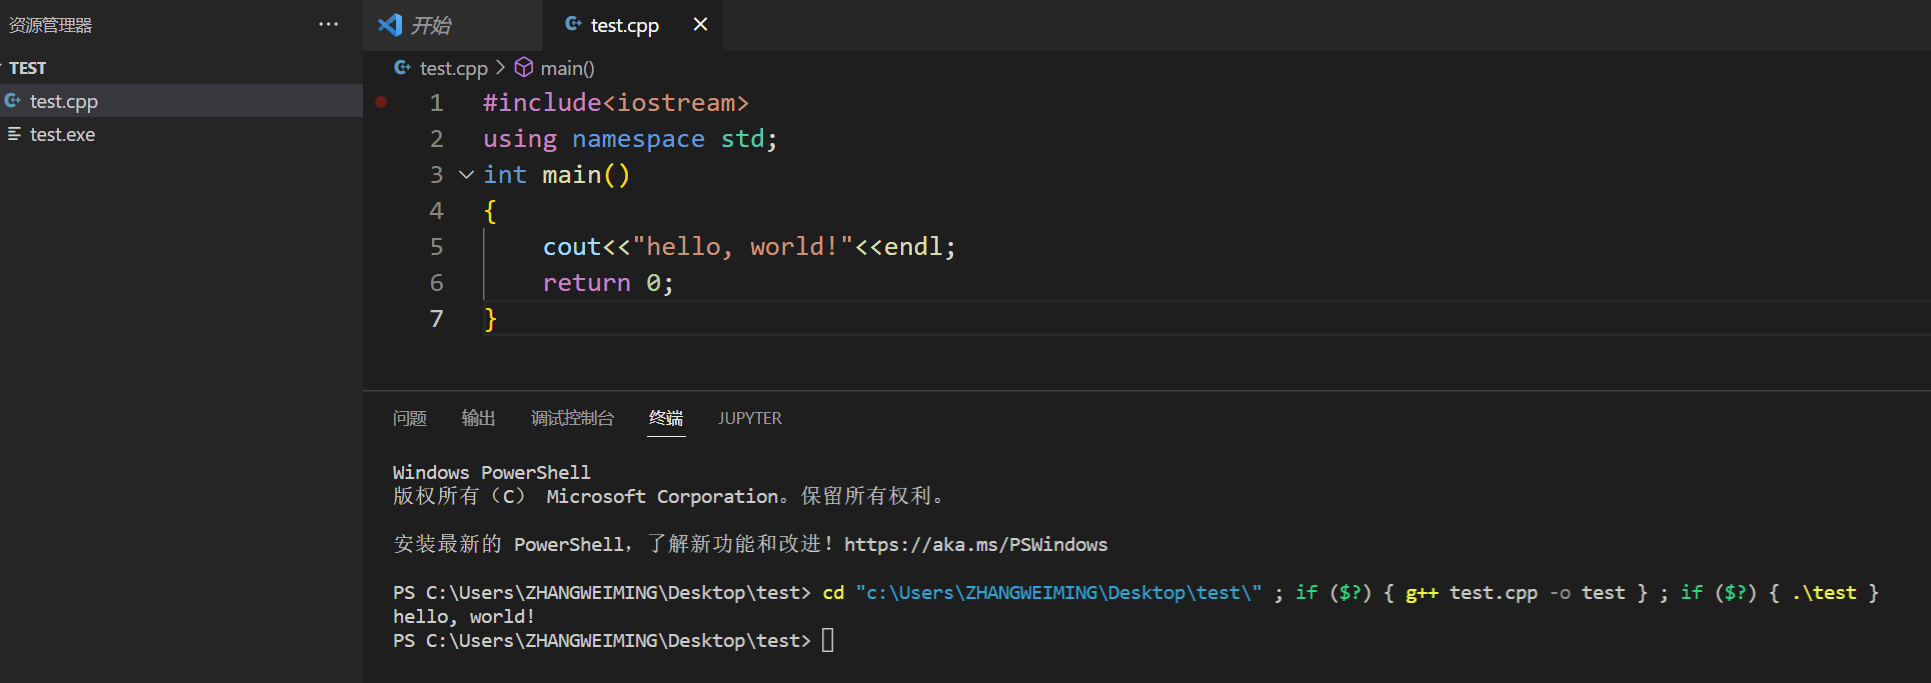 资源管理器 ···
开始 test.cpp
TEST
test.cpp > main()
test.cpp
test.exe
1 #include<iostream>
2 using namespace std;
3 int main()
4 {
5     cout<<"hello, world!"<<endl;
6     return 0;
7 }
问题 输出 调试控制台 终端 JUPYTER
Windows PowerShell
版权所有（C） Microsoft Corporation。保留所有权利。
安装最新的 PowerShell，了解新功能和改进！https://aka.ms/PSWindows
PS C:\Users\ZHANGWEIMING\Desktop\test> cd "c:\Users\ZHANGWEIMING\Desktop\test\" ; if ($?) { g++ test.cpp -o test } ; if ($?) { .\test }
hello, world!
PS C:\Users\ZHANGWEIMING\Desktop\test>